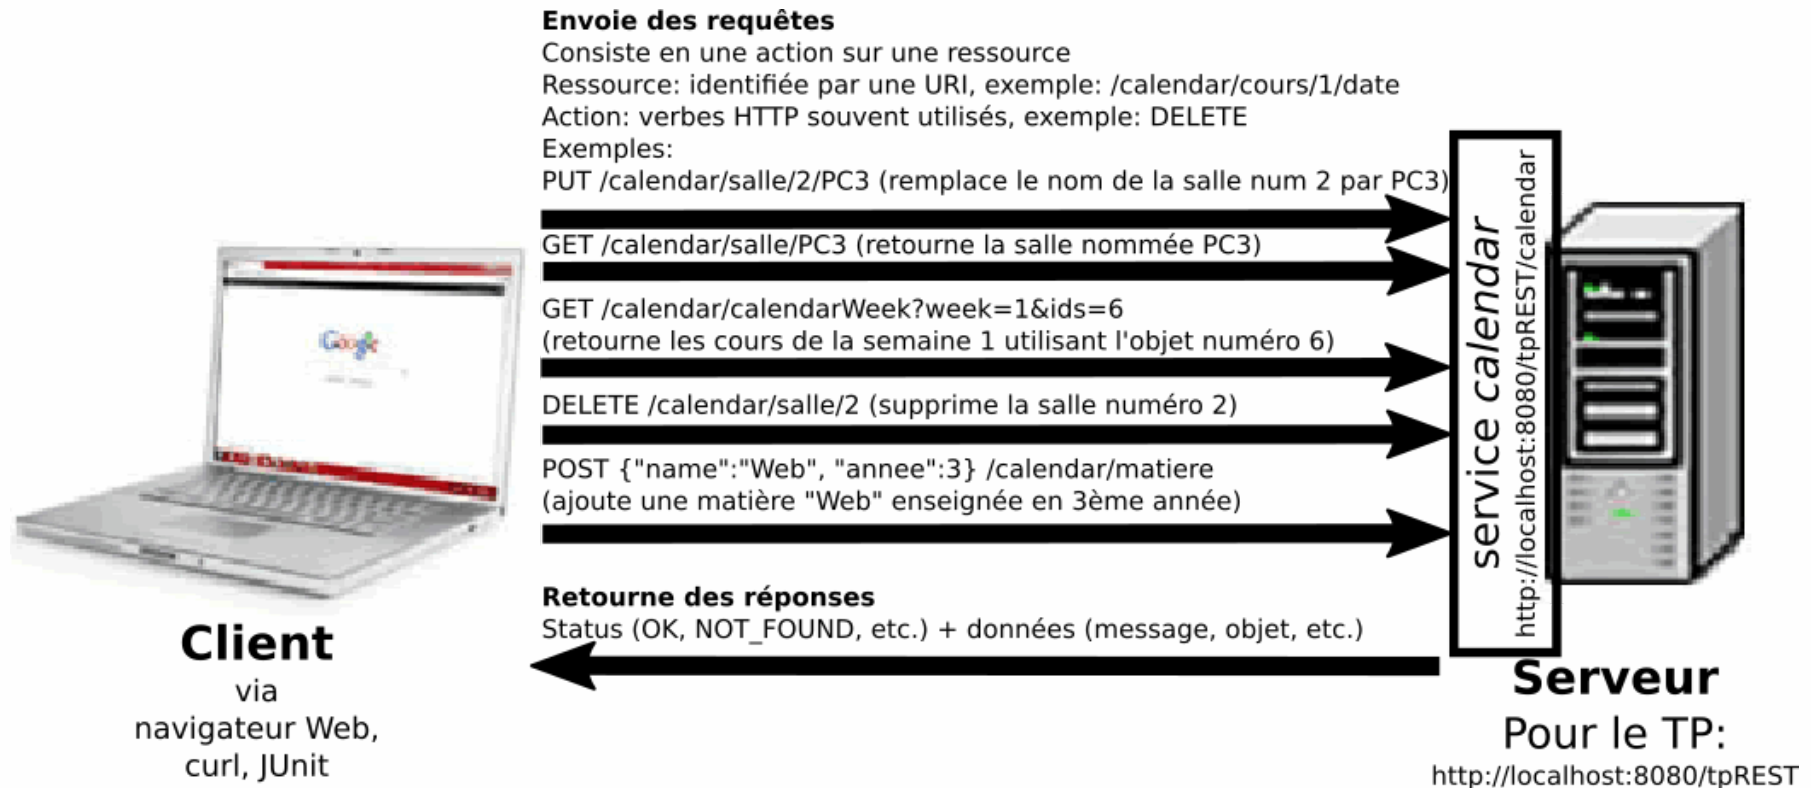 Envoie des requêtes
Consiste en une action sur une ressource
Ressource: identifiée par une URI, exemple: /calendar/cours/1/date
Action: verbes HTTP souvent utilisés, exemple: DELETE
Exemples:
PUT /calendar/salle/2/PC3 (remplace le nom de la salle num 2 par PC3)
GET /calendar/salle/PC3 (retourne la salle nommée PC3)
GET /calendar/calendarWeek?week=1&ids=6
(retourne les cours de la semaine 1 utilisant l'objet numéro 6)
DELETE /calendar/salle/2 (supprime la salle numéro 2)
POST {"name":"Web", "annee":3} /calendar/matiere
(ajoute une matière "Web" enseignée en 3ème année)
Retourne des réponses
Status (OK, NOT_FOUND, etc.) + données (message, objet, etc.)
Google
Client
via
navigateur Web,
curl, JUnit
service calendar
http://localhost:8080/tpREST/calendar
Serveur
Pour le TP:
http://localhost:8080/tpREST